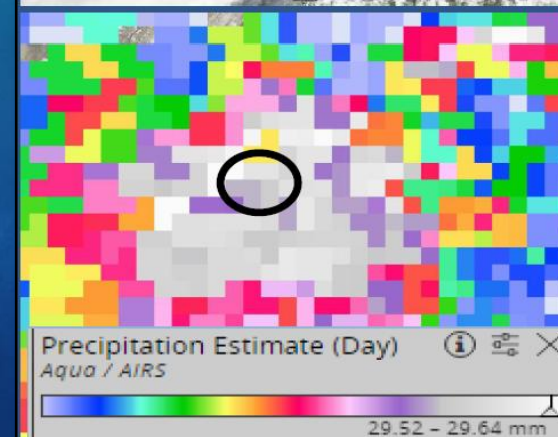 Precipitation Estimate (Day)
Aqua / AIRS
29.52 – 29.64 mm